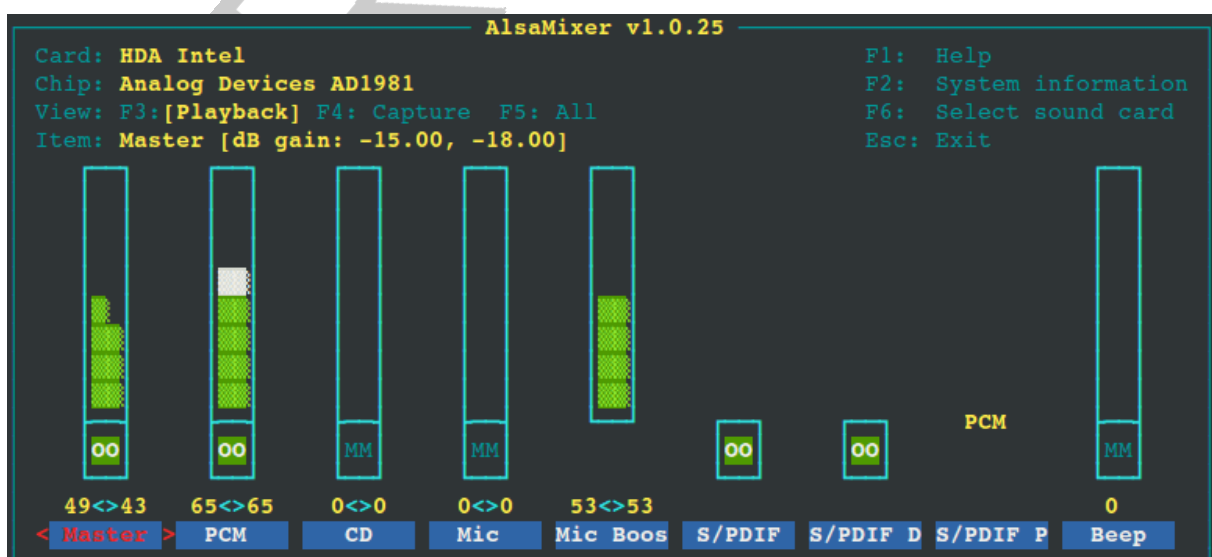 AlsaMixer v1.0.25
Card: HDA Intel F1: Help
Chip: Analog Devices AD1981 F2: System information
View: F3:[Playback] F4: Capture F5: All F6: Select sound card
Item: Master [dB gain: -15.00, -18.00] Esc: Exit
PCM
OO OO MM MM OO OO MM
49<>43 65<>65 0<>0 0<>0 53<>53 0
< Master > PCM CD Mic Mic Boos S/PDIF S/PDIF D S/PDIF P Beep